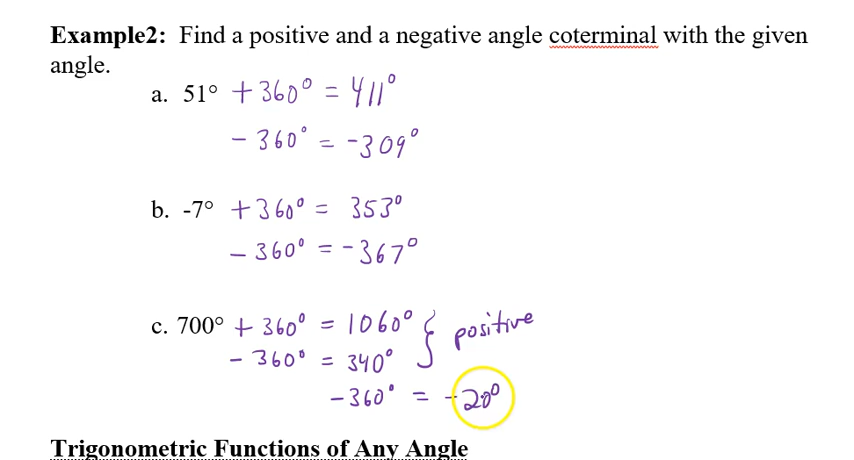 Example2: Find a positive and a negative angle coterminal with the given
angle.
a. 51° +360° = 411°
- 360° = -309°
b. -7° +360° = 353°
- 360° = -367°
c. 700° + 360° = 1060° } positive
- 360° = 340°
-360° = -20°
Trigonometric Functions of Any Angle